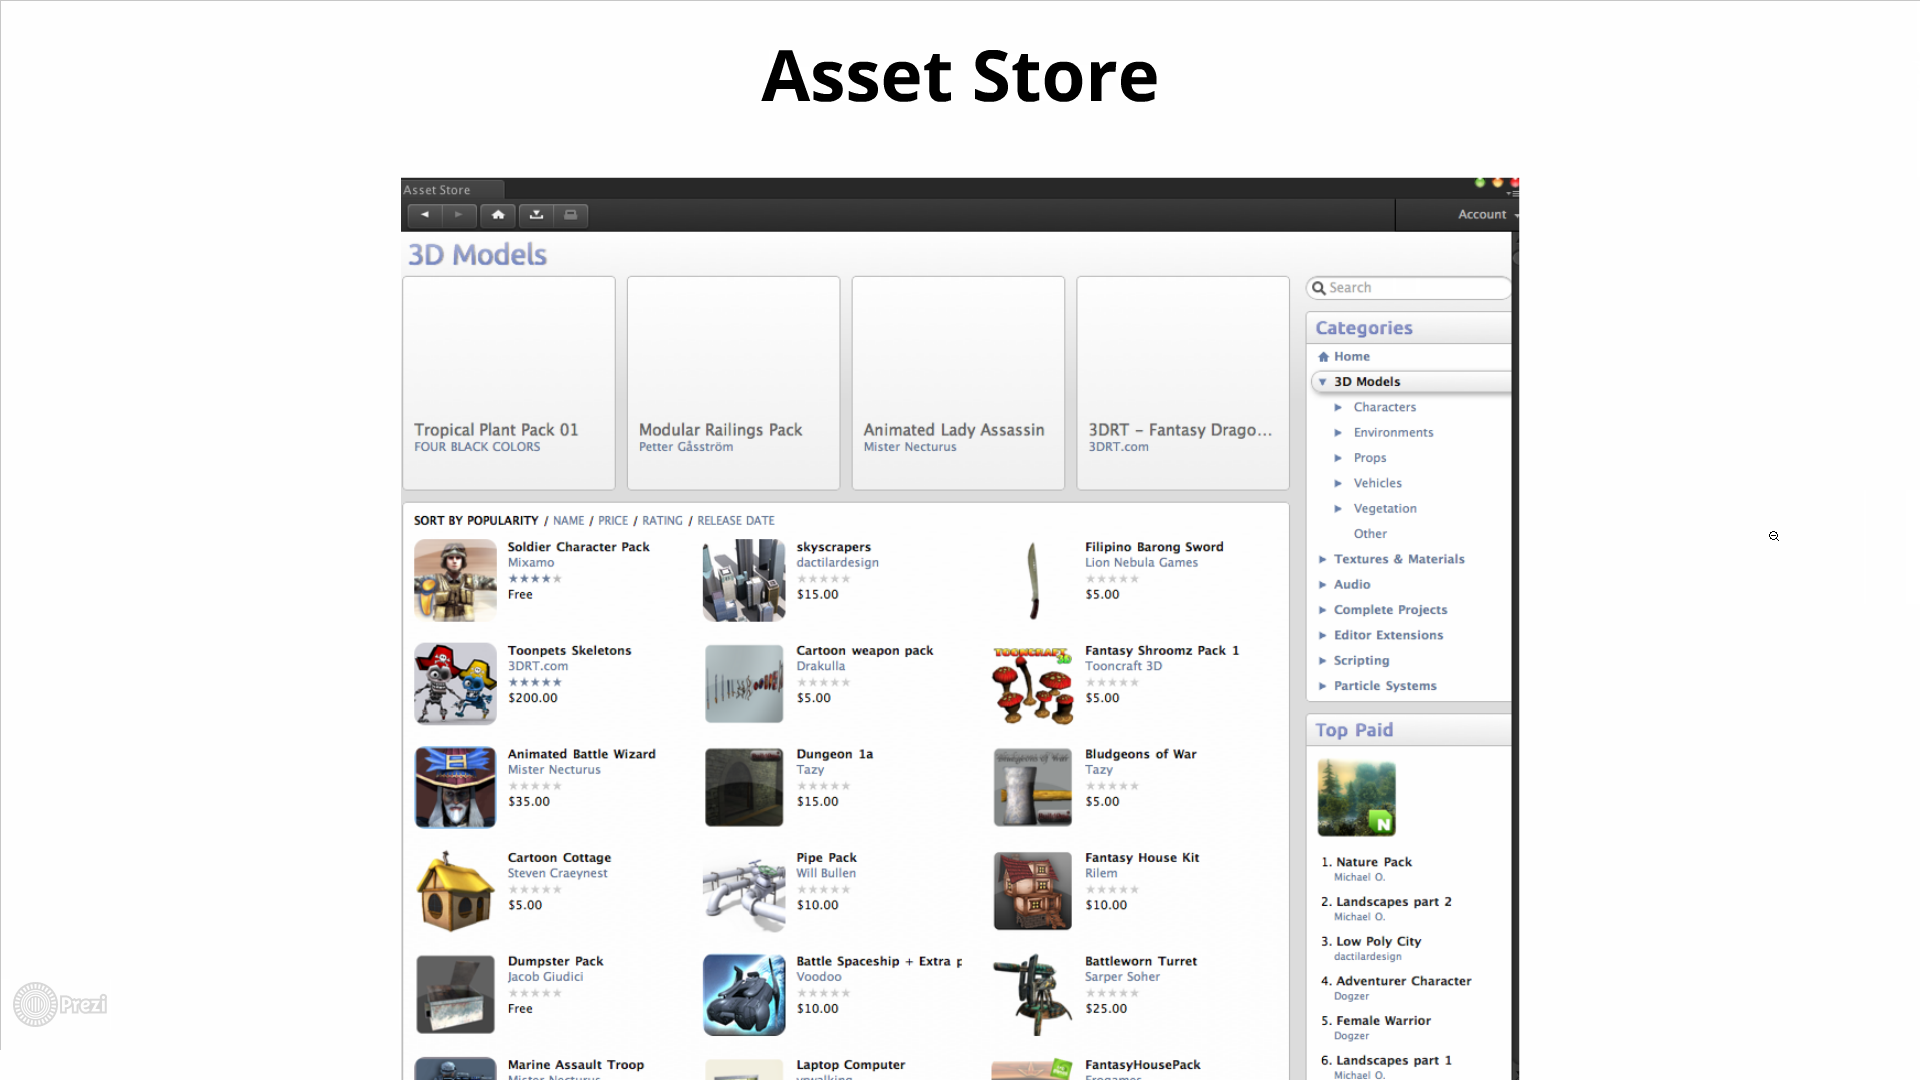 Asset Store
Asset Store
Account
3D Models
Tropical Plant Pack 01
FOUR BLACK COLORS
Modular Railings Pack
Petter Gåsström
Animated Lady Assassin
Mister Necturus
3DRT – Fantasy Drago...
3DRT.com
SORT BY POPULARITY / NAME / PRICE / RATING / RELEASE DATE
Soldier Character Pack
Mixamo
Free
skyscrapers
dactilardesign
$15.00
Filipino Barong Sword
Lion Nebula Games
$5.00
Toonpets Skeletons
3DRT.com
$200.00
Cartoon weapon pack
Drakulla
$5.00
TOONCRAFT 3D
Fantasy Shroomz Pack 1
Tooncraft 3D
$5.00
Animated Battle Wizard
Mister Necturus
$35.00
Dungeon 1a
Tazy
$15.00
Bludgeons of War
Bludgeons of War
Tazy
$5.00
Cartoon Cottage
Steven Craeynest
$5.00
Pipe Pack
Will Bullen
$10.00
Fantasy House Kit
Rilem
$10.00
Dumpster Pack
Jacob Giudici
Free
Battle Spaceship + Extra p
Voodoo
$10.00
Battleworn Turret
Sarper Soher
$25.00
Marine Assault Troop
Mister Necturus
Laptop Computer
FantasyHousePack
Frogames
Search
Categories
Home
3D Models
Characters
Environments
Props
Vehicles
Vegetation
Other
Textures & Materials
Audio
Complete Projects
Editor Extensions
Scripting
Particle Systems
Top Paid
N
1. Nature Pack
Michael O.
2. Landscapes part 2
Michael O.
3. Low Poly City
dactilardesign
4. Adventurer Character
Dogzer
5. Female Warrior
Dogzer
6. Landscapes part 1
Michael O.
Prezi